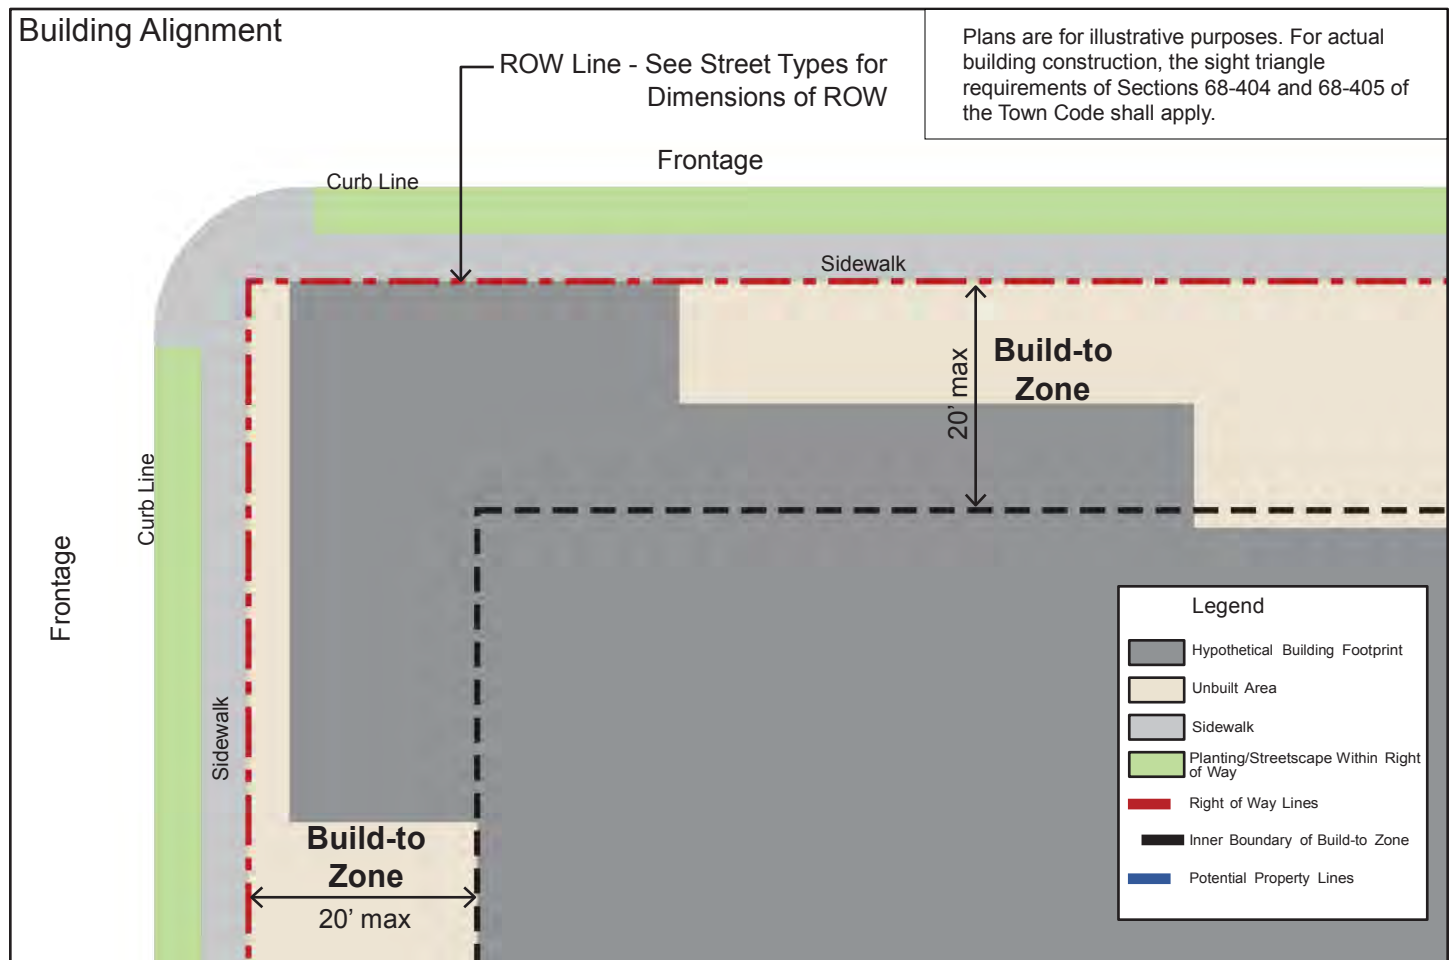 Building Alignment
ROW Line - See Street Types for
Dimensions of ROW
Plans are for illustrative purposes. For actual
building construction, the sight triangle
requirements of Sections 68-404 and 68-405 of
the Town Code shall apply.
Frontage
Curb Line
Sidewalk
Build-to
Zone
20’ max
Curb Line
Frontage
Sidewalk
Build-to
Zone
20’ max
Legend
Hypothetical Building Footprint
Unbuilt Area
Sidewalk
Planting/Streetscape Within Right
of Way
Right of Way Lines
Inner Boundary of Build-to Zone
Potential Property Lines